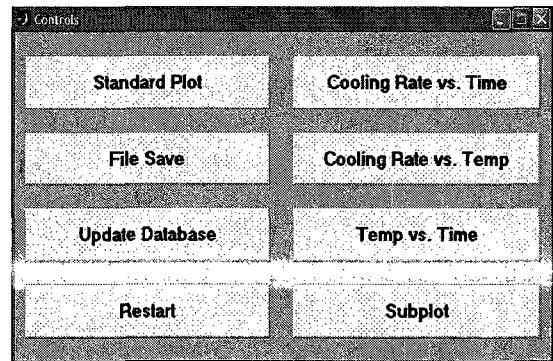 Controls
Standard Plot Cooling Rate vs. Time
File Save Cooling Rate vs. Temp
Update Database Temp vs. Time
Restart Subplot